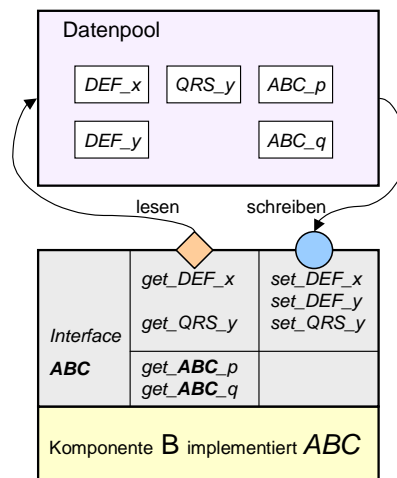 Datenpool
DEF_x QRS_y ABC_p
DEF_y ABC_q
lesen schreiben
get_DEF_x set_DEF_x
set_DEF_y
get_QRS_y set_QRS_y
Interface
ABC
get_ABC_p
get_ABC_q
Komponente B implementiert ABC